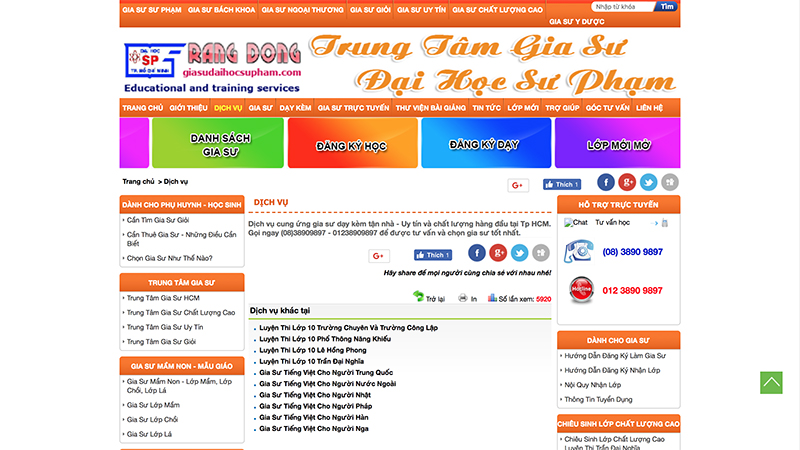 GIA SƯ SƯ PHẠM GIA SƯ BÁCH KHOA GIA SƯ NGOẠI THƯƠNG GIA SƯ GIỎI GIA SƯ UY TÍN GIA SƯ CHẤT LƯỢNG CAO
Nhập từ khóa Tìm
GIA SƯ Y DƯỢC
ĐẠI HỌC
SP
RANG DONG
giasudaihocsupham.com
Educational and training services
Trung Tâm Gia Sư
Đại Học Sư Phạm
TRANG CHỦ GIỚI THIỆU DỊCH VỤ GIA SƯ DẠY KÈM GIA SƯ TRỰC TUYẾN THƯ VIỆN BÀI GIẢNG TIN TỨC LỚP MỚI TRỢ GIÚP GÓC TƯ VẤN LIÊN HỆ
DANH SÁCH
GIA SƯ
ĐĂNG KÝ HỌC
ĐĂNG KÝ DẠY
LỚP MỚI MỞ
Trang chủ > Dịch vụ
G+ Thích 1
DÀNH CHO PHỤ HUYNH - HỌC SINH
Cần Tìm Gia Sư Giỏi
Cần Thuê Gia Sư - Những Điều Cần
Biết
Chọn Gia Sư Như Thế Nào?
TRUNG TÂM GIA SƯ
Trung Tâm Gia Sư HCM
Trung Tâm Gia Sư Chất Lượng Cao
Trung Tâm Gia Sư Uy Tín
Trung Tâm Gia Sư Giỏi
GIA SƯ MẦM NON - MẪU GIÁO
Gia Sư Mầm Non - Lớp Mầm, Lớp
Chồi, Lớp Lá
Gia Sư Lớp Mầm
Gia Sư Lớp Chồi
Gia Sư Lớp Lá
DỊCH VỤ
Dịch vụ cung ứng gia sư dạy kèm tận nhà - Uy tín và chất lượng hàng đầu tại Tp HCM.
Gọi ngay (08)38909897 - 01238909897 để được tư vấn và chọn gia sư tốt nhất.
G+ Thích 1
Hãy share để mọi người cùng chia sẻ với nhau nhé!
Trở lại In Số lần xem: 5920
Dịch vụ khác tại
Luyện Thi Lớp 10 Trường Chuyên Và Trường Công Lập
Luyện Thi Lớp 10 Phổ Thông Năng Khiếu
Luyện Thi Lớp 10 Lê Hồng Phong
Luyện Thi Lớp 10 Trần Đại Nghĩa
Gia Sư Tiếng Việt Cho Người Trung Quốc
Gia Sư Tiếng Việt Cho Người Nước Ngoài
Gia Sư Tiếng Việt Cho Người Nhật
Gia Sư Tiếng Việt Cho Người Pháp
Gia Sư Tiếng Việt Cho Người Hàn
Gia Sư Tiếng Việt Cho Người Nga
HỖ TRỢ TRỰC TUYẾN
Chat Tư vấn học
(08) 3890 9897
Hotline 012 3890 9897
DÀNH CHO GIA SƯ
Hướng Dẫn Đăng Ký Làm Gia Sư
Hướng Dẫn Đăng Ký Nhận Lớp
Nội Quy Nhận Lớp
Thông Tin Tuyển Dụng
CHIÊU SINH LỚP CHẤT LƯỢNG CAO
Chiêu Sinh Lớp Chất Lượng Cao
Luyện Thi Trần Đại Nghĩa